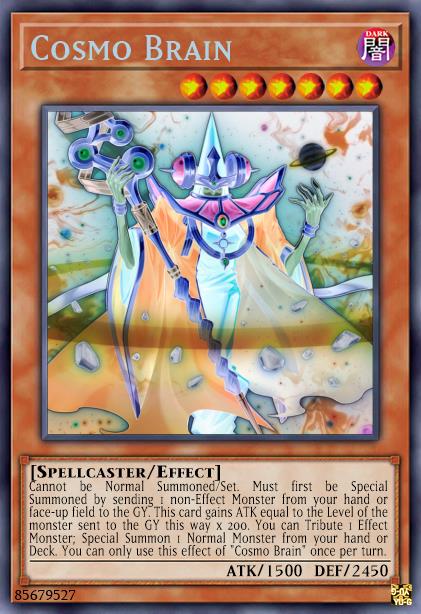 Cosmo Brain
DARK
闇
[Spellcaster/Effect]
Cannot be Normal Summoned/Set. Must first be Special
Summoned by sending 1 non-Effect Monster from your hand or
face-up field to the GY. This card gains ATK equal to the Level of the
monster sent to the GY this way x 200. You can Tribute 1 Effect
Monster; Special Summon 1 Normal Monster from your hand or
Deck. You can only use this effect of "Cosmo Brain" once per turn.
ATK/1500 DEF/2450
85679527